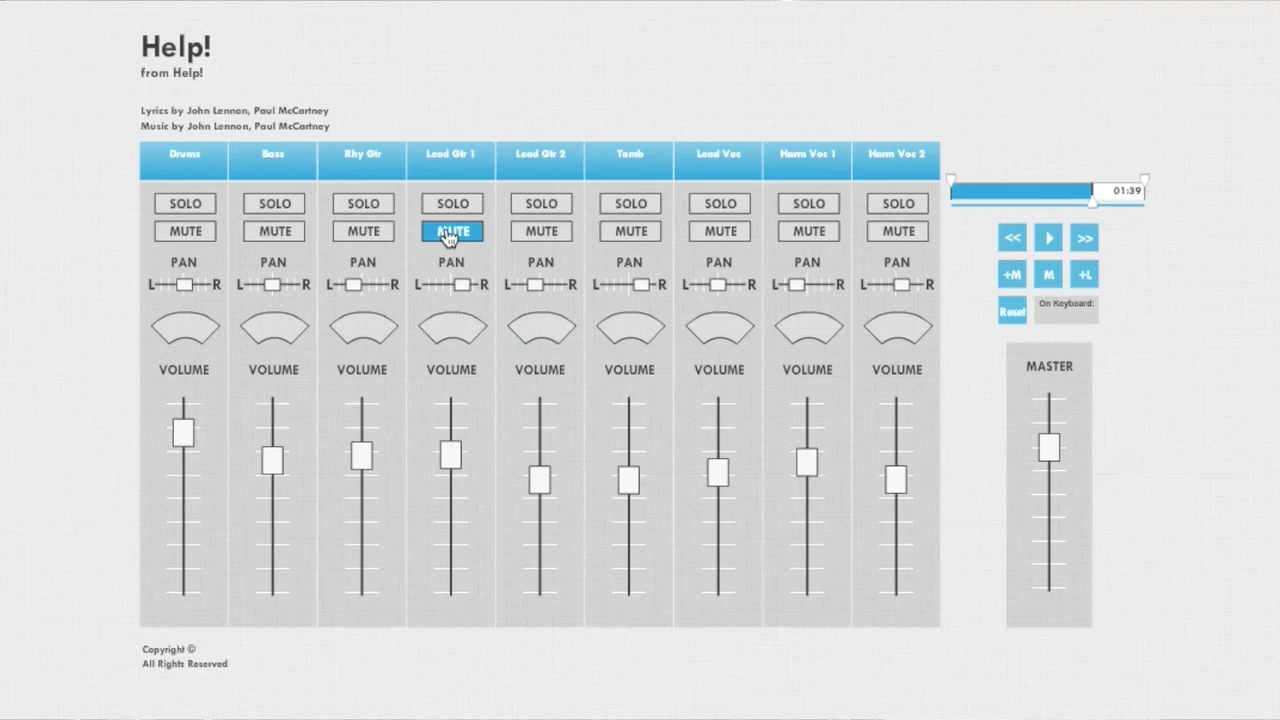 Help!
from Help!
Lyrics by John Lennon, Paul McCartney
Music by John Lennon, Paul McCartney
Drums Bass Rhy Gtr Lead Gtr 1 Lead Gtr 2 Tamb Lead Voc Harm Voc 1 Harm Voc 2
01:39
SOLO SOLO SOLO SOLO SOLO SOLO SOLO SOLO SOLO
MUTE MUTE MUTE MUTE MUTE MUTE MUTE MUTE MUTE
<< >>
PAN PAN PAN PAN PAN PAN PAN PAN PAN
+M M +L
L R L R L R L R L R L R L R L R L R
On Keyboard:
Reset
VOLUME VOLUME VOLUME VOLUME VOLUME VOLUME VOLUME VOLUME VOLUME
MASTER
Copyright ©
All Rights Reserved